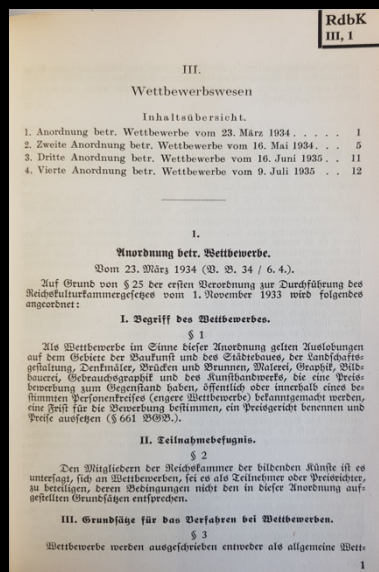 RdbK
III, 1
III.
Wettbewerbswesen
Inhaltsübersicht.
1. Anordnung betr. Wettbewerbe vom 23. März 1934 . . . . . 1
2. Zweite Anordnung betr. Wettbewerbe vom 16. Mai 1934 . . . 5
3. Dritte Anordnung betr. Wettbewerbe vom 16. Juni 1935 . . 11
4. Vierte Anordnung betr. Wettbewerbe vom 9. Juli 1935 . . 12
1.
Anordnung betr. Wettbewerbe.
Vom 23. März 1934 (V. B. 34 / 6. 4.).
Auf Grund von § 25 der ersten Verordnung zur Durchführung des
Reichskulturkammergesetzes vom 1. November 1933 wird folgendes
angeordnet:
I. Begriff des Wettbewerbes.
§ 1
Als Wettbewerbe im Sinne dieser Anordnung gelten Auslobungen
auf dem Gebiete der Baukunst und des Städtebaues, der Landschafts-
gestaltung, Denkmäler, Brücken und Brunnen, Malerei, Graphik, Bild-
hauerei, Gebrauchsgraphik und des Kunsthandwerks, die eine Preis-
bewerbung zum Gegenstand haben, öffentlich oder innerhalb eines be-
stimmten Personenkreises (engere Wettbewerbe) bekanntgemacht werden,
eine Frist für die Bewerbung bestimmen, ein Preisgericht benennen und
Preise aussetzen (§ 661 BGB.).
II. Teilnahmebefugnis.
§ 2
Den Mitgliedern der Reichskammer der bildenden Künste ist es
untersagt, sich an Wettbewerben, sei es als Teilnehmer oder Preisrichter,
zu beteiligen, deren Bedingungen nicht den in dieser Anordnung auf-
gestellten Grundsätzen entsprechen.
III. Grundsätze für das Verfahren bei Wettbewerben.
§ 3
Wettbewerbe werden ausgeschrieben entweder als allgemeine Wett-
1